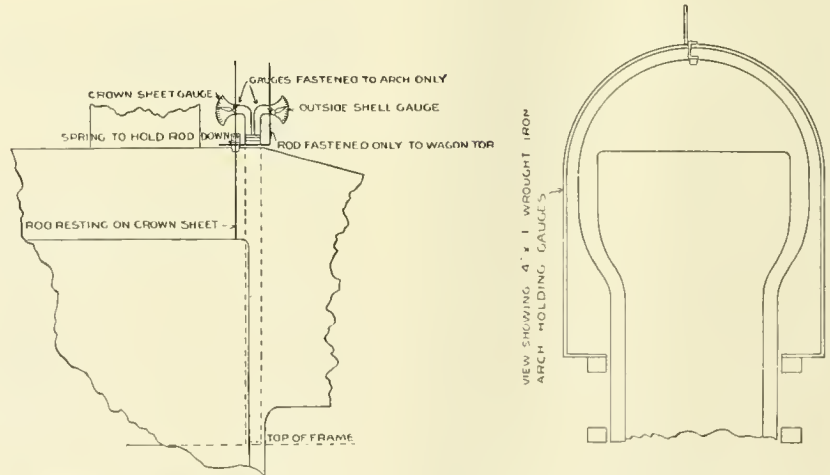 GAUGES FASTENED TO ARCH ONLY
CROWN SHEET GAUGE
OUTSIDE SHELL GAUGE
SPRING TO HOLD ROD DOWN
ROD FASTENED ONLY TO WAGON TOP
ROD RESTING ON CROWN SHEET
TOP OF FRAME
VIEW SHOWING 4" x 1 WROUGHT IRON
ARCH HOLDING GAUGES